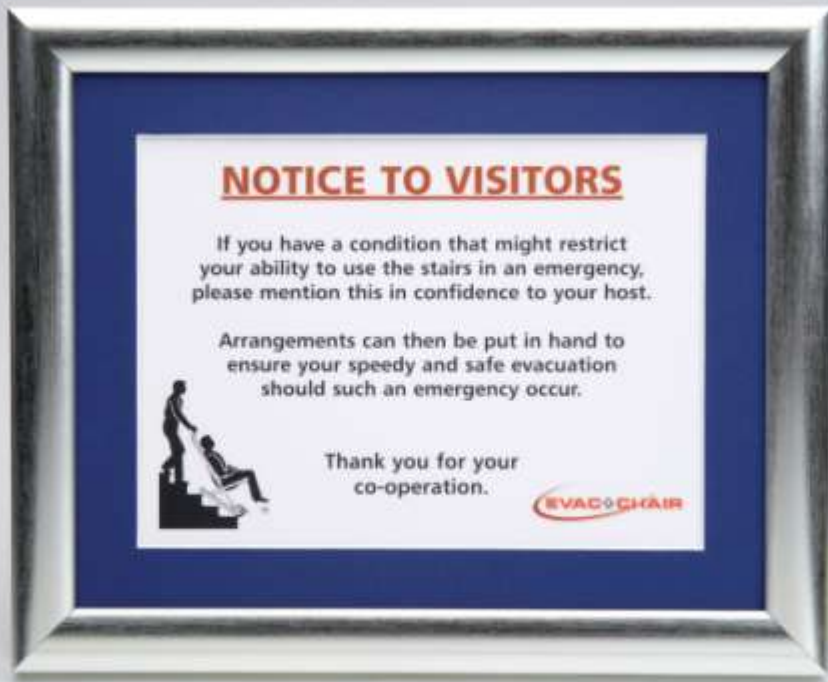 NOTICE TO VISITORS
If you have a condition that might restrict
your ability to use the stairs in an emergency,
please mention this in confidence to your host.
Arrangements can then be put in hand to
ensure your speedy and safe evacuation
should such an emergency occur.
Thank you for your
co-operation.
EVAC CHAIR